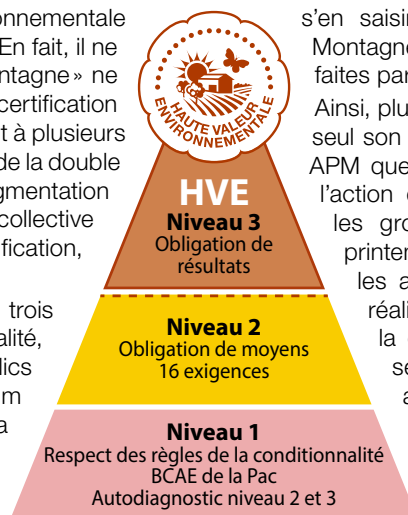 onnementale
En fait, il ne
ntagne» ne
certification
t à plusieurs
de la double
gmentation
collective
fication,
trois
alité,
lics
m
a
HAUTE VALEUR
ENVIRONNEMENTALE
HVE
Niveau 3
Obligation de
résultats
Niveau 2
Obligation de moyens
16 exigences
Niveau 1
Respect des règles de la conditionnalité
BCAE de la Pac
Autodiagnostic niveau 2 et 3
s'en saisir
Montagne
faites par
Ainsi, plu
seul son
APM que
l'action
les gro
printer
les a
réali
la
se
a